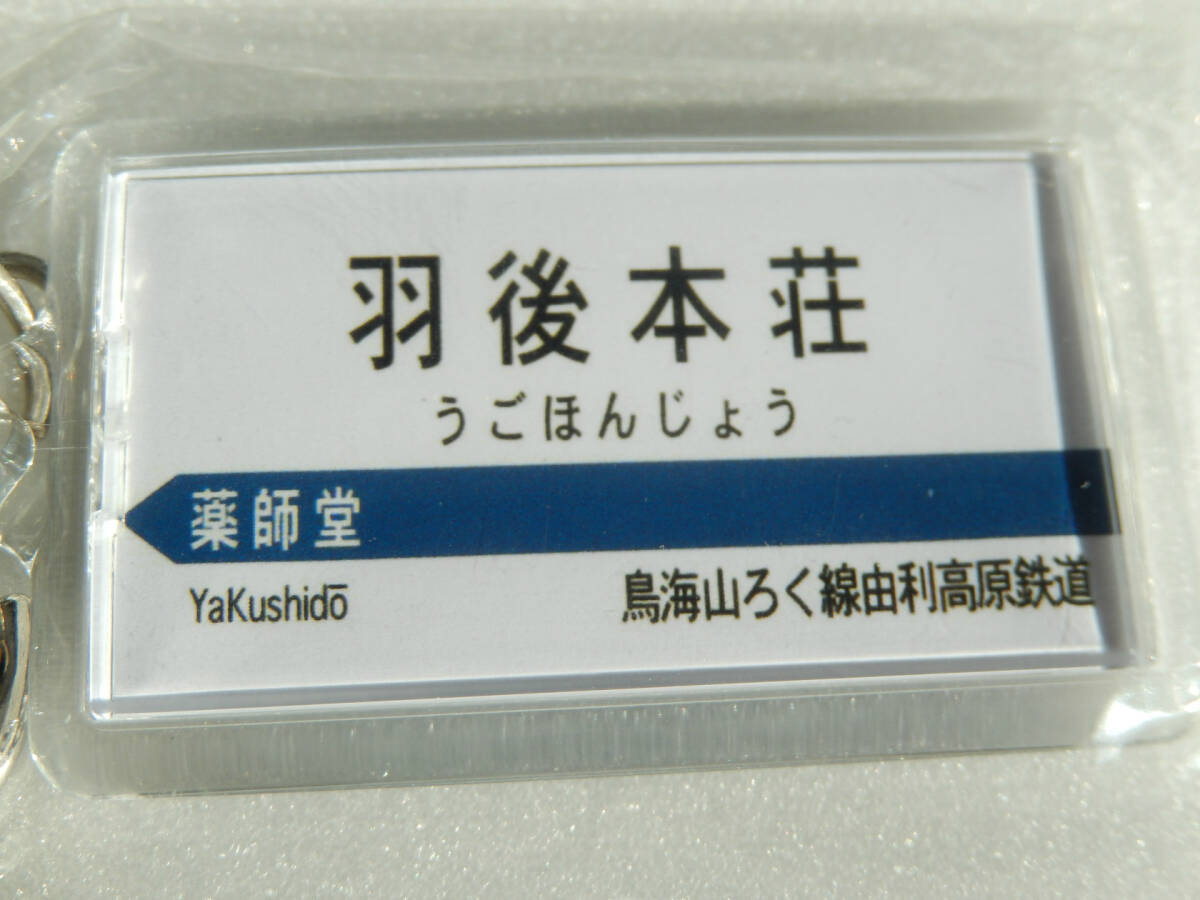 羽後本荘
うごほんじょう
薬師堂
YaKushidō
鳥海山ろく線由利高原鉄道